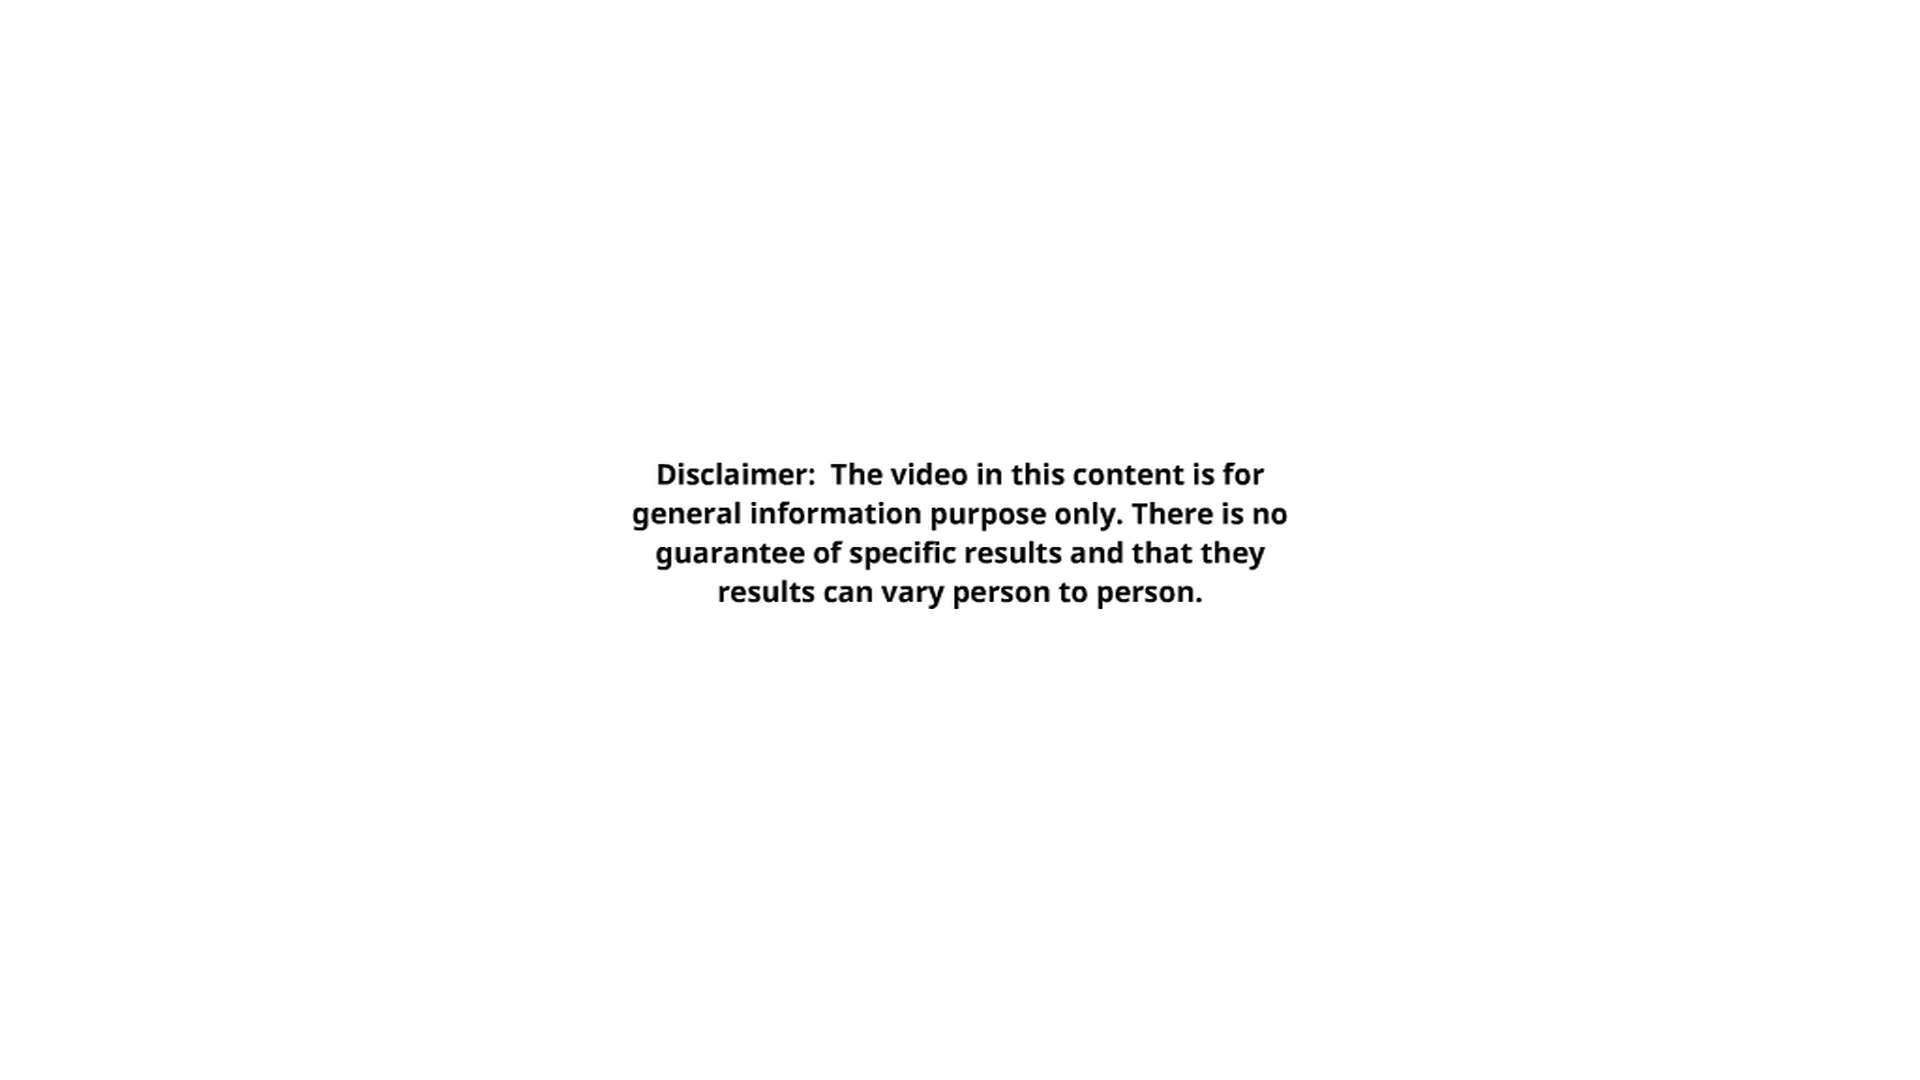 Disclaimer:  The video in this content is for
general information purpose only. There is no
guarantee of specific results and that they
results can vary person to person.